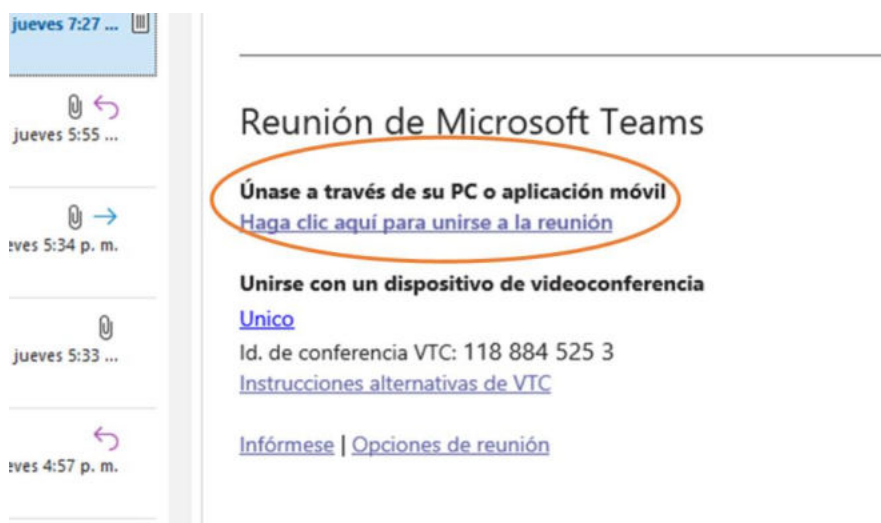 jueves 7:27 ...
jueves 5:55 ...
eves 5:34 p. m.
jueves 5:33 ...
eves 4:57 p. m.
Reunión de Microsoft Teams
Únase a través de su PC o aplicación móvil
Haga clic aquí para unirse a la reunión
Unirse con un dispositivo de videoconferencia
Unico
Id. de conferencia VTC: 118 884 525 3
Instrucciones alternativas de VTC
Infórmese | Opciones de reunión